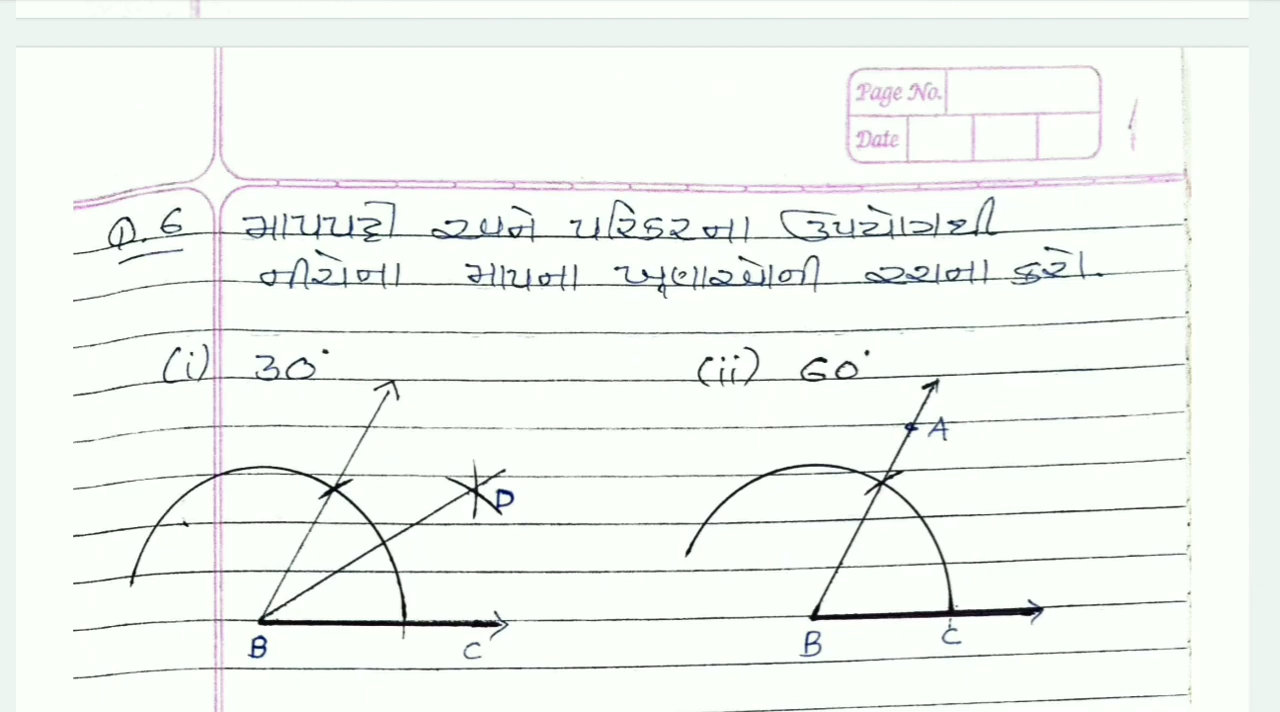 Page No.
Date
Q. 6 માપપટ્ટી અને પરિકરના ઉપયોગથી
નીચેના માપના ખૂણાઓની રચના કરો.
(i) 30° (ii) 60°
A
D
B C B C